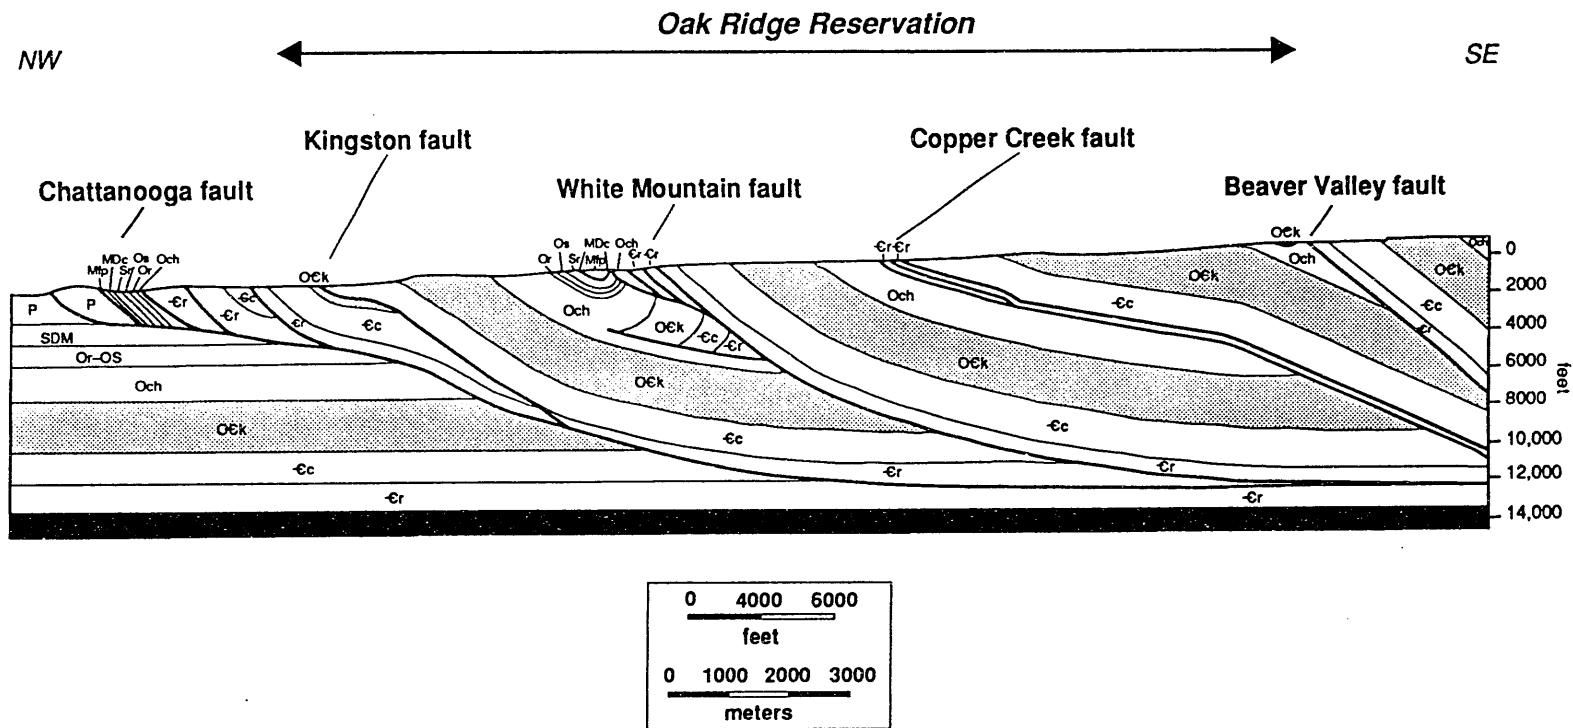 Oak Ridge Reservation
NW
SE
Kingston fault
Copper Creek fault
Chattanooga fault
White Mountain fault
Beaver Valley fault
Mfp MDc Sr Os Or Och
Or Os Sr MDc Mfp Och -Єr -Єr
-Єr -Єr
OЄk
OЄk
Och
P
P
-Єr
-Єr
-Єc
-Єr
-Єc
Och
OЄk
-Єc
-Єr
Och
OЄk
-Єc
-Єr
OЄk
-Єc
SDM
Or–OS
Och
OЄk
OЄk
OЄk
-Єc
-Єc
-Єc
-Єr
-Єr
-Єr
-Єr
0
2000
4000
6000
8000
10,000
12,000
14,000
feet
0 4000 6000
feet
0 1000 2000 3000
meters